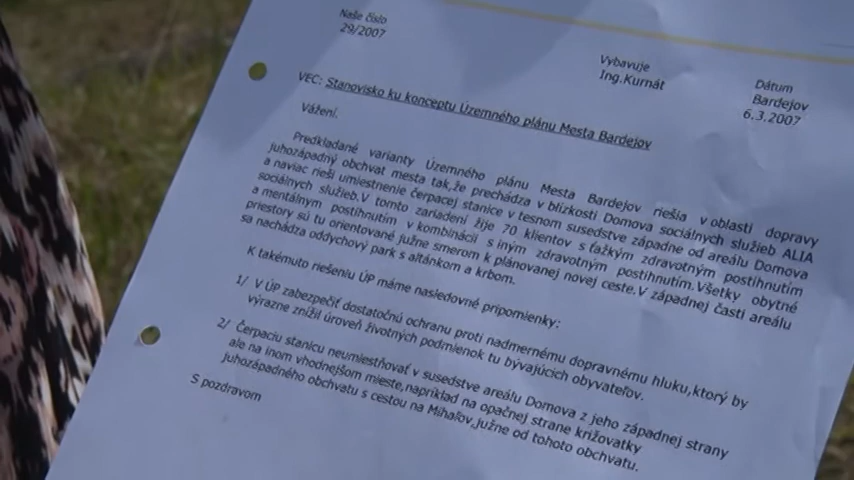 Naše číslo
29/2007
Vybavuje
Ing.Kurnát
Dátum
Bardejov
6.3.2007
VEC: Stanovisko ku konceptu Územného plánu Mesta Bardejov
Vážení.
Predkladané varianty Územného plánu Mesta Bardejov riešia v oblasti dopravy
juhozápadný obchvat mesta tak,že prechádza v blízkosti Domova sociálnych služieb ALIA
a naviac rieši umiestnenie čerpacej stanice v tesnom susedstve západne od areálu Domova
sociálnych služieb.V tomto zariadení žije 70 klientov s ťažkým zdravotným postihnutím
a mentálnym postihnutím v kombinácii s iným zdravotným postihnutím.Všetky obytné
priestory sú tu orientované južne smerom k plánovanej novej ceste.V západnej časti areálu
sa nachádza oddychový park s altánkom a krbom.
K takémuto riešeniu ÚP máme nasledovné pripomienky:
1/ V ÚP zabezpečiť dostatočnú ochranu proti nadmernému dopravnému hluku,ktorý by
výrazne znížil úroveň životných podmienok tu bývajúcich obyvateľov.
2/ Čerpaciu stanicu neumiestňovať v susedstve areálu Domova z jeho západnej strany
ale na inom vhodnejšom mieste,napríklad na opačnej strane križovatky
juhozápadného obchvatu s cestou na Mihaľov,južne od tohoto obchvatu.
S pozdravom